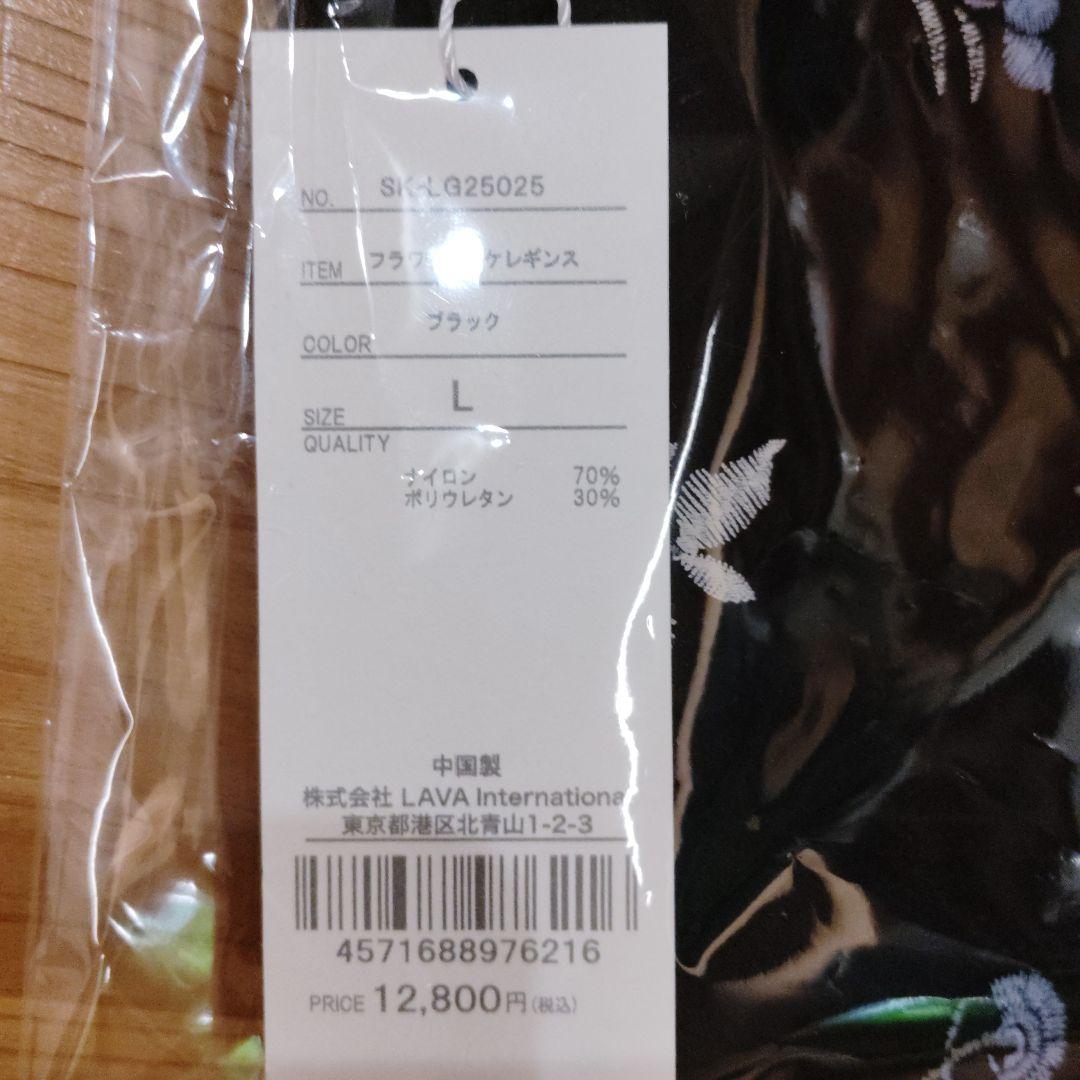 NO. SK-LG25025
ITEM フラワ ケレギンス
COLOR ブラック
SIZE L
QUALITY
ナイロン 70%
ポリウレタン 30%
中国製
株式会社 LAVA Internationa
東京都港区北青山1-2-3
4571688976216
PRICE 12,800円(税込)